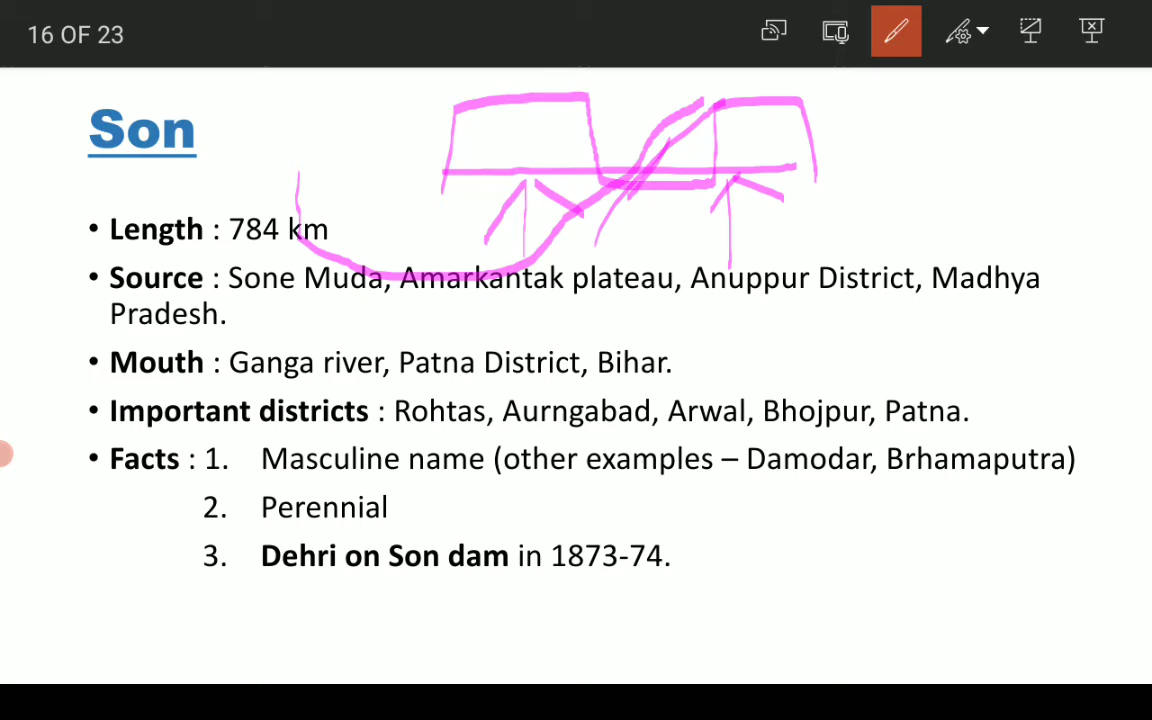 16 OF 23
Son
• Length : 784 km
• Source : Sone Muda, Amarkantak plateau, Anuppur District, Madhya
Pradesh.
• Mouth : Ganga river, Patna District, Bihar.
• Important districts : Rohtas, Aurngabad, Arwal, Bhojpur, Patna.
• Facts : 1. Masculine name (other examples – Damodar, Brhamaputra)
2. Perennial
3. Dehri on Son dam in 1873-74.